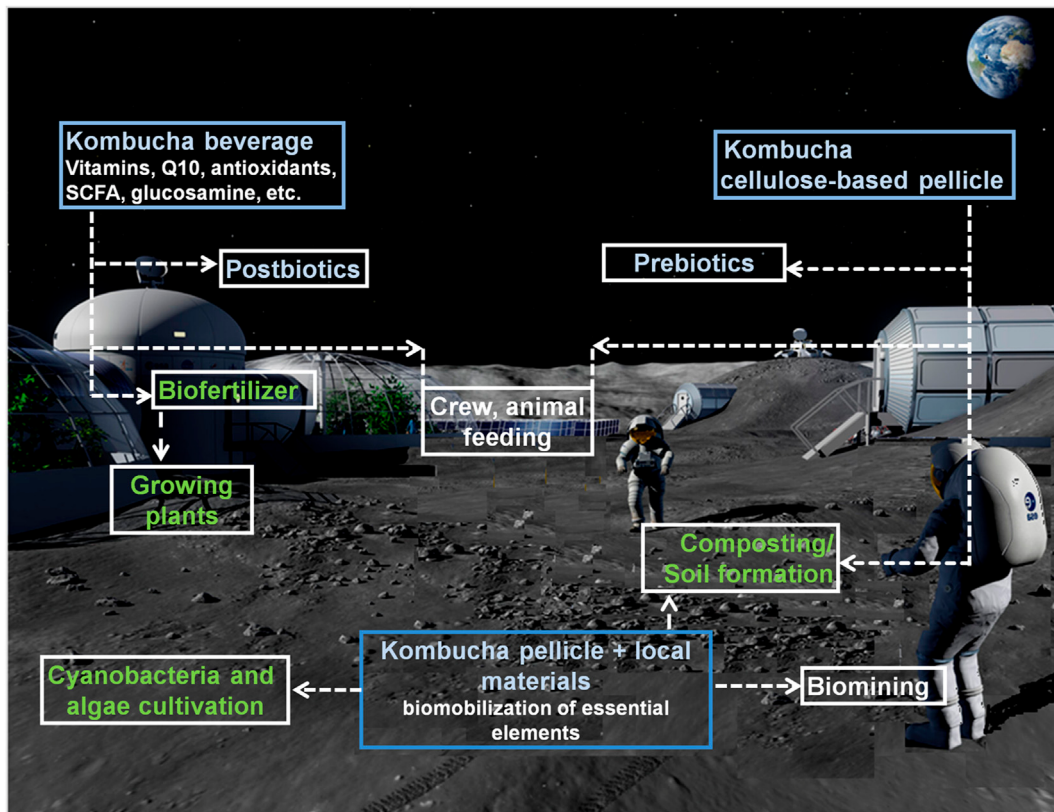 Kombucha beverage
Vitamins, Q10, antioxidants,
SCFA, glucosamine, etc.
Kombucha
cellulose-based pellicle
Postbiotics
Prebiotics
Biofertilizer
Crew, animal
feeding
Growing
plants
Composting/
Soil formation
Kombucha pellicle + local
materials
biomobilization of essential
elements
Cyanobacteria and
algae cultivation
Biomining